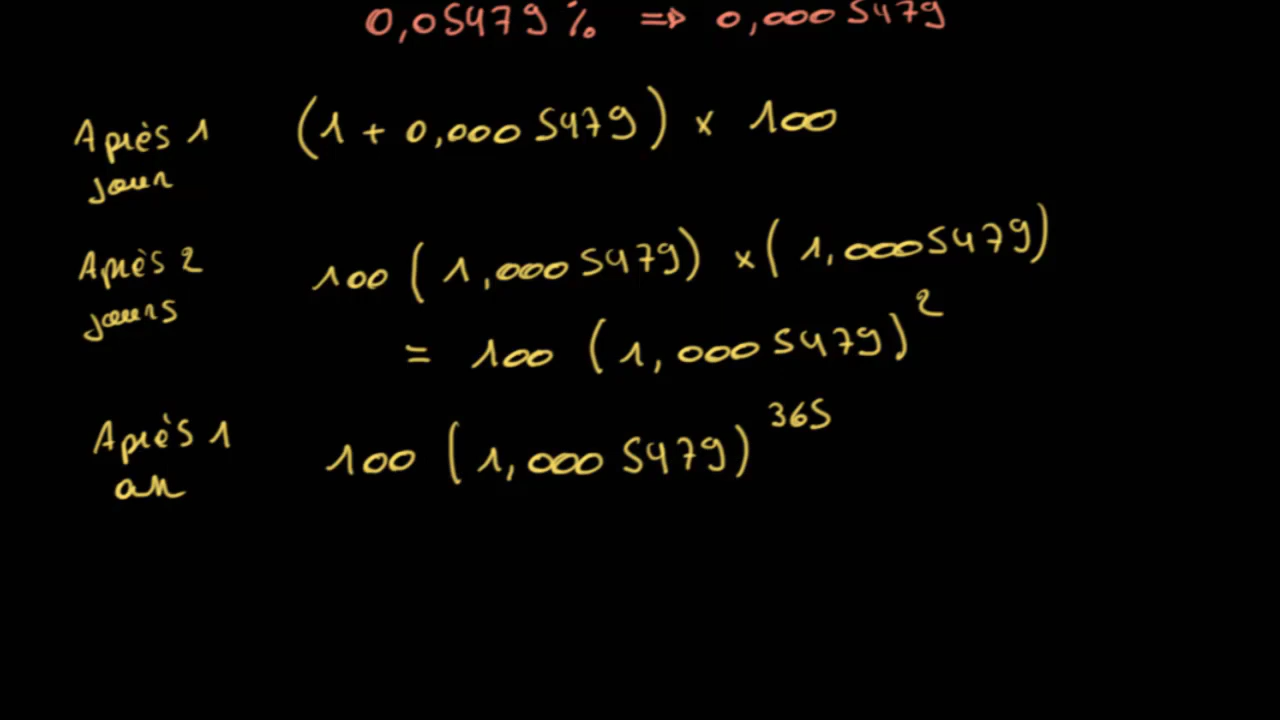 0,05479% => 0,0005479
Après 1 jour (1 + 0,0005479) x 100
Après 2 jours 100 (1,0005479) x (1,0005479)
= 100 (1,0005479)²
Après 1 an 100 (1,0005479)³⁶⁵